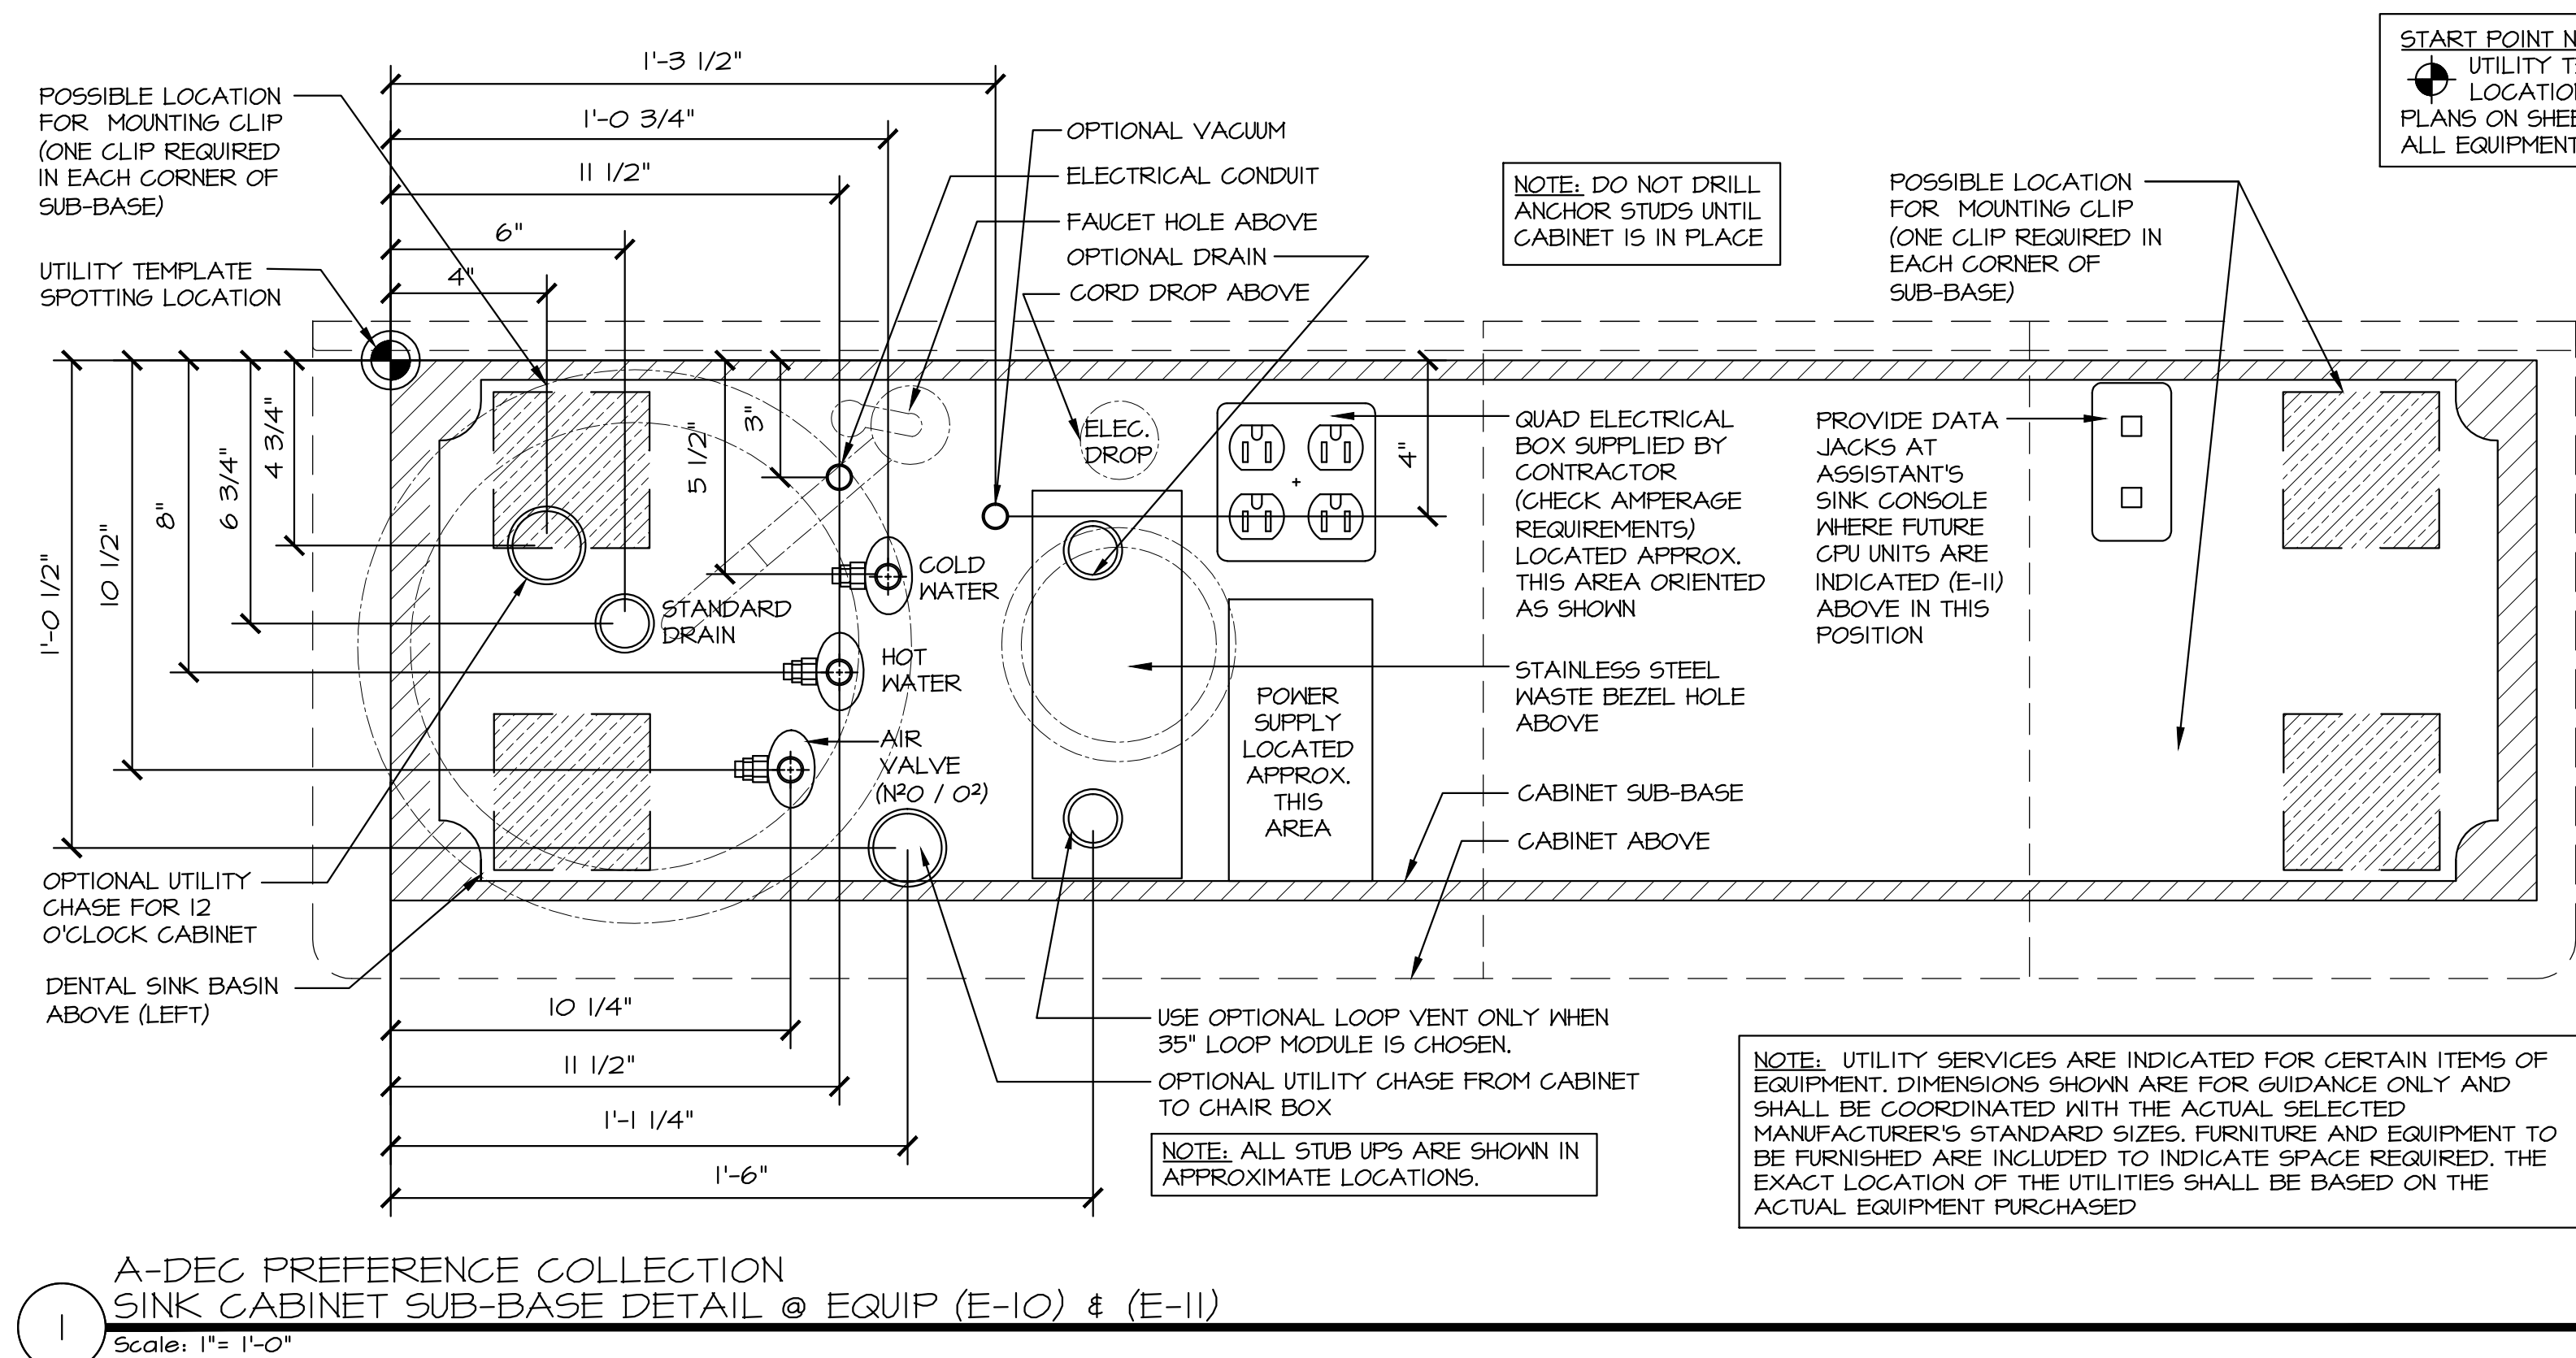 START POINT
UTILITY
PLANS ON
ALL EQUIPMENT
1'-3 1/2"
1'-0 3/4"
11 1/2"
6"
4"
POSSIBLE LOCATION
FOR MOUNTING CLIP
(ONE CLIP REQUIRED
IN EACH CORNER OF
SUB-BASE)
UTILITY TEMPLATE
SPOTTING LOCATION
OPTIONAL VACUUM
ELECTRICAL CONDUIT
FAUCET HOLE ABOVE
OPTIONAL DRAIN
CORD DROP ABOVE
NOTE: DO NOT DRILL
ANCHOR STUDS UNTIL
CABINET IS IN PLACE
POSSIBLE LOCATION
FOR MOUNTING CLIP
(ONE CLIP REQUIRED IN
EACH CORNER OF
SUB-BASE)
1'-0 1/2"
10 1/2"
8"
6 3/4"
4 3/4"
5 1/2"
3"
4"
ELEC.
DROP
COLD
WATER
STANDARD
DRAIN
HOT
WATER
AIR
VALVE
(N²O / O²)
POWER
SUPPLY
LOCATED
APPROX.
THIS
AREA
QUAD ELECTRICAL
BOX SUPPLIED BY
CONTRACTOR
(CHECK AMPERAGE
REQUIREMENTS)
LOCATED APPROX.
THIS AREA ORIENTED
AS SHOWN
PROVIDE DATA
JACKS AT
ASSISTANT'S
SINK CONSOLE
WHERE FUTURE
CPU UNITS ARE
INDICATED (E-11)
ABOVE IN THIS
POSITION
STAINLESS STEEL
WASTE BEZEL HOLE
ABOVE
CABINET SUB-BASE
CABINET ABOVE
OPTIONAL UTILITY
CHASE FOR 12
O'CLOCK CABINET
DENTAL SINK BASIN
ABOVE (LEFT)
10 1/4"
11 1/2"
1'-1 1/4"
1'-6"
USE OPTIONAL LOOP VENT ONLY WHEN
35" LOOP MODULE IS CHOSEN.
OPTIONAL UTILITY CHASE FROM CABINET
TO CHAIR BOX
NOTE: ALL STUB UPS ARE SHOWN IN
APPROXIMATE LOCATIONS.
NOTE: UTILITY SERVICES ARE INDICATED FOR CERTAIN ITEMS OF
EQUIPMENT. DIMENSIONS SHOWN ARE FOR GUIDANCE ONLY AND
SHALL BE COORDINATED WITH THE ACTUAL SELECTED
MANUFACTURER'S STANDARD SIZES. FURNITURE AND EQUIPMENT TO
BE FURNISHED ARE INCLUDED TO INDICATE SPACE REQUIRED. THE
EXACT LOCATION OF THE UTILITIES SHALL BE BASED ON THE
ACTUAL EQUIPMENT PURCHASED
A-DEC PREFERENCE COLLECTION
SINK CABINET SUB-BASE DETAIL @ EQUIP (E-10) & (E-11)
1
Scale: 1"= 1'-0"